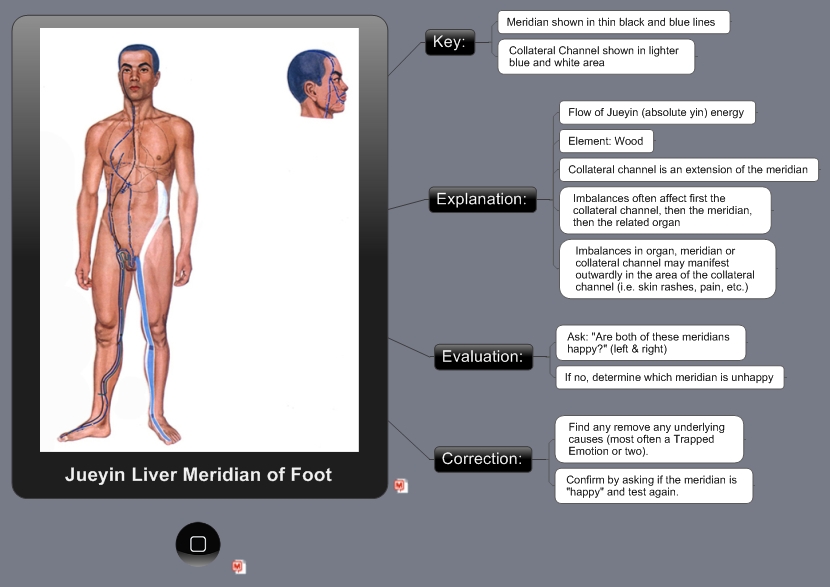 Key:
Meridian shown in thin black and blue lines
Collateral Channel shown in lighter
blue and white area
Explanation:
Flow of Jueyin (absolute yin) energy
Element: Wood
Collateral channel is an extension of the meridian
Imbalances often affect first the
collateral channel, then the meridian,
then the related organ
Imbalances in organ, meridian or
collateral channel may manifest
outwardly in the area of the collateral
channel (i.e. skin rashes, pain, etc.)
Evaluation:
Ask: "Are both of these meridians
happy?" (left & right)
If no, determine which meridian is unhappy
Correction:
Find any remove any underlying
causes (most often a Trapped
Emotion or two).
Confirm by asking if the meridian is
"happy" and test again.
Jueyin Liver Meridian of Foot